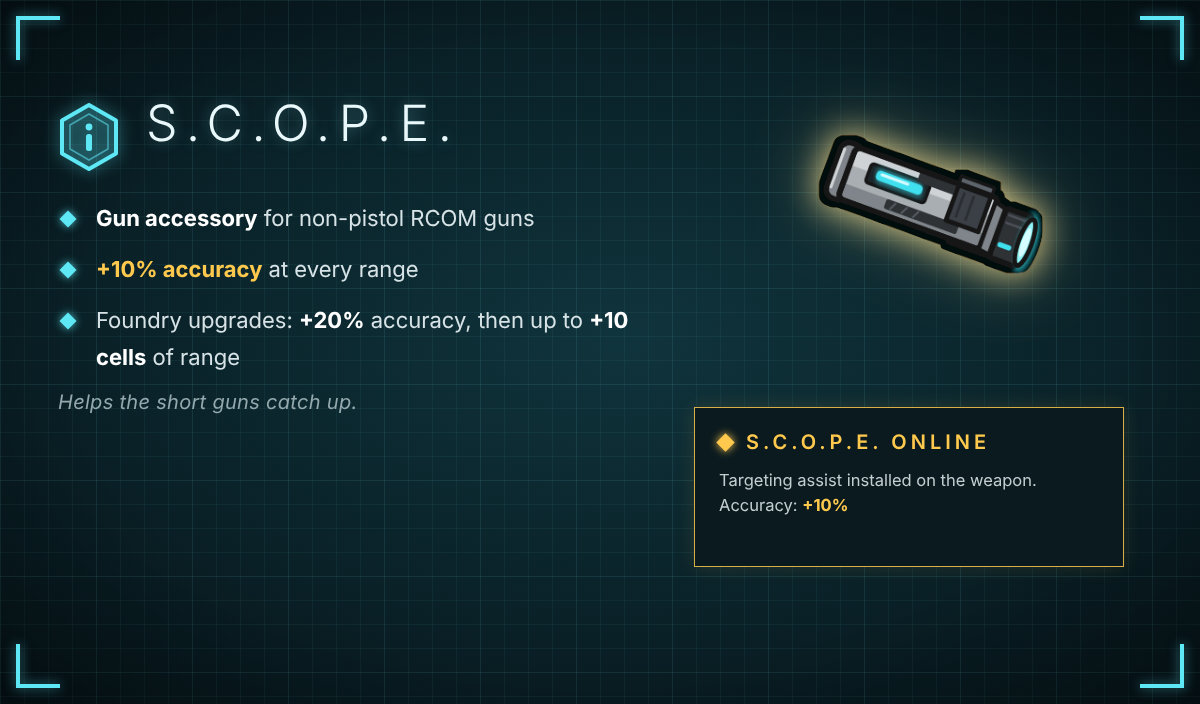 S.C.O.P.E.
Gun accessory for non-pistol RCOM guns
+10% accuracy at every range
Foundry upgrades: +20% accuracy, then up to +10
cells of range
Helps the short guns catch up.
S.C.O.P.E. ONLINE
Targeting assist installed on the weapon.
Accuracy: +10%